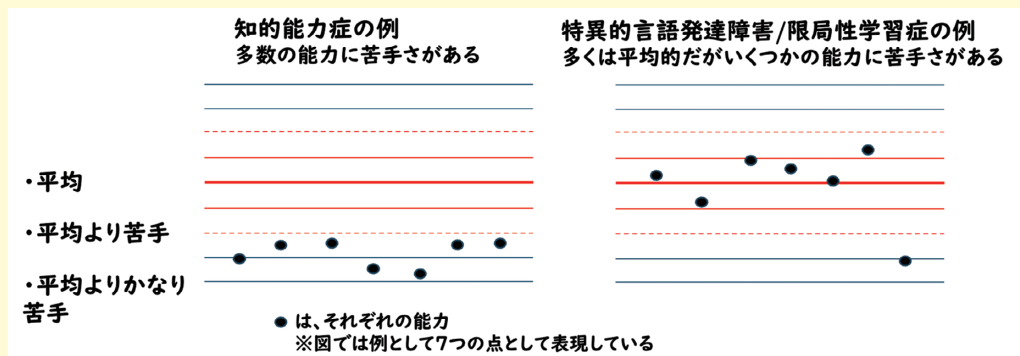 知的能力症の例
多数の能力に苦手さがある
特異的言語発達障害/限局性学習症の例
多くは平均的だがいくつかの能力に苦手さがある
・平均
・平均より苦手
・平均よりかなり
苦手
は、それぞれの能力
※図では例として7つの点として表現している